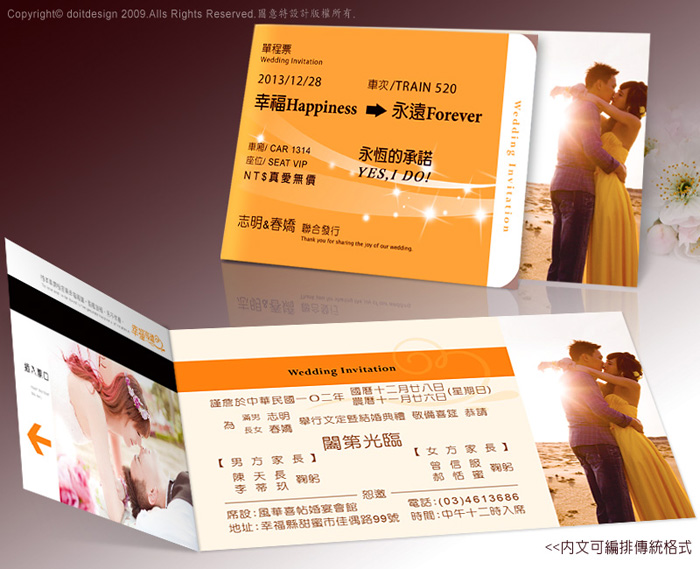 Copyright© doitdesign 2009.Alls Rights Reserved.圖意特設計版權所有.
單程票
Wedding Invitation
2013/12/28 車次/TRAIN 520
幸福Happiness ➡ 永遠Forever
車廂/ CAR 1314
座位/ SEAT VIP
NT$真愛無價
永恆的承諾
YES,I DO!
志明&春嬌 聯合發行
Thank you for sharing the joy of our wedding.
Wedding Invitation
Wedding Invitation
謹詹於中華民國一○二年 國曆十二月廿八日(星期日)
農曆十一月廿六日
為 滿男 志明 舉行文定暨結婚典禮 敬備喜筵 恭請
長女 春嬌
闔第光臨
【男方家長】
陳天長 鞠躬
李蒂玖
【女方家長】
曾信服 鞠躬
郝恬蜜
恕邀
席設:風華喜帖婚宴會館 電話:(03)4613686
地址:幸福縣甜蜜市佳偶路99號 時間:中午十二時入席
<<內文可編排傳統格式